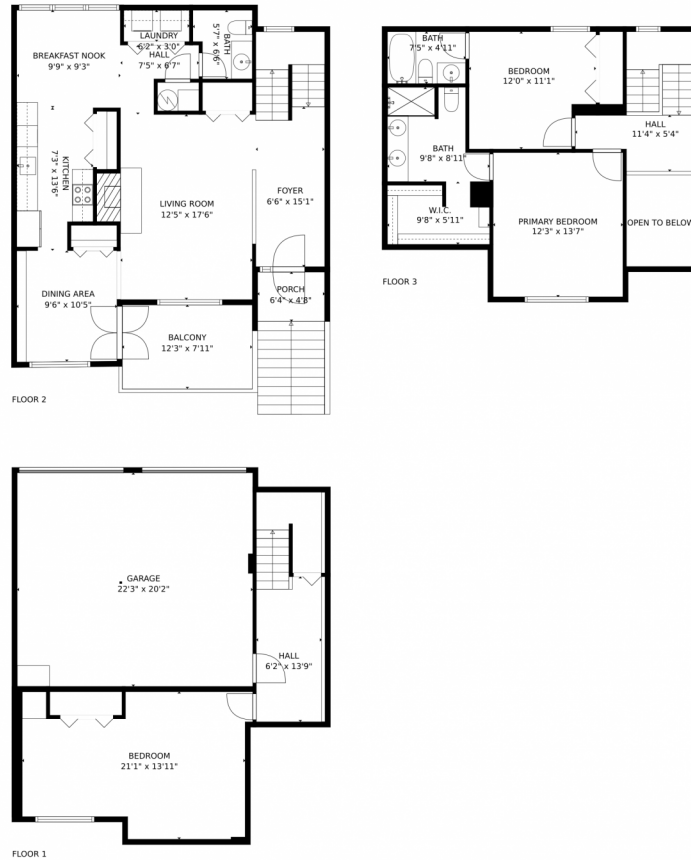 BREAKFAST NOOK
9'9" x 9'3"
LAUNDRY
6'2" x 3'0"
HALL
7'5" x 6'7"
BATH
5'7" x 6'6"
KITCHEN
7'3" x 13'6"
LIVING ROOM
12'5" x 17'6"
FOYER
6'6" x 15'1"
DINING AREA
9'6" x 10'5"
PORCH
6'4" x 4'8"
BALCONY
12'3" x 7'11"
FLOOR 2
BATH
7'5" x 4'11"
BEDROOM
12'0" x 11'1"
HALL
11'4" x 5'4"
BATH
9'8" x 8'11"
W.I.C.
9'8" x 5'11"
PRIMARY BEDROOM
12'3" x 13'7"
OPEN TO BELOW
FLOOR 3
GARAGE
22'3" x 20'2"
HALL
6'2" x 13'9"
BEDROOM
21'1" x 13'11"
FLOOR 1